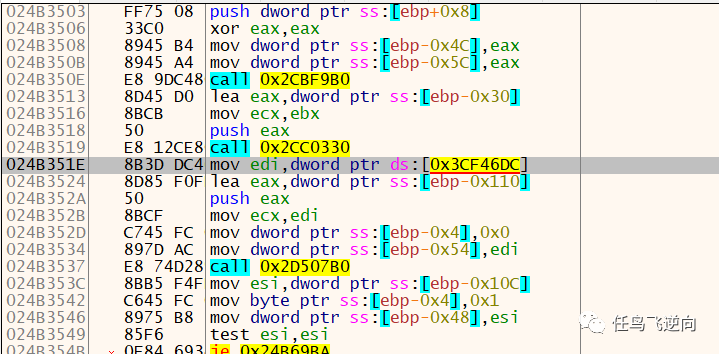 024B3503 FF75 08 push dword ptr ss:[ebp+0x8]
024B3506 33C0 xor eax,eax
024B3508 8945 B4 mov dword ptr ss:[ebp-0x4C],eax
024B350B 8945 A4 mov dword ptr ss:[ebp-0x5C],eax
024B350E E8 9DC48 call 0x2CBF9B0
024B3513 8D45 D0 lea eax,dword ptr ss:[ebp-0x30]
024B3516 8BCB mov ecx,ebx
024B3518 50 push eax
024B3519 E8 12CE8 call 0x2CC0330
024B351E 8B3D DC4 mov edi,dword ptr ds:[0x3CF46DC]
024B3524 8D85 F0F lea eax,dword ptr ss:[ebp-0x110]
024B352A 50 push eax
024B352B 8BCF mov ecx,edi
024B352D C745 FC mov dword ptr ss:[ebp-0x4],0x0
024B3534 897D AC mov dword ptr ss:[ebp-0x54],edi
024B3537 E8 74D28 call 0x2D507B0
024B353C 8BB5 F4F mov esi,dword ptr ss:[ebp-0x10C]
024B3542 C645 FC mov byte ptr ss:[ebp-0x4],0x1
024B3546 8975 B8 mov dword ptr ss:[ebp-0x48],esi
024B3549 85F6 test esi,esi
024B354B 0F84 693 je 0x24B69BA
任鸟飞逆向